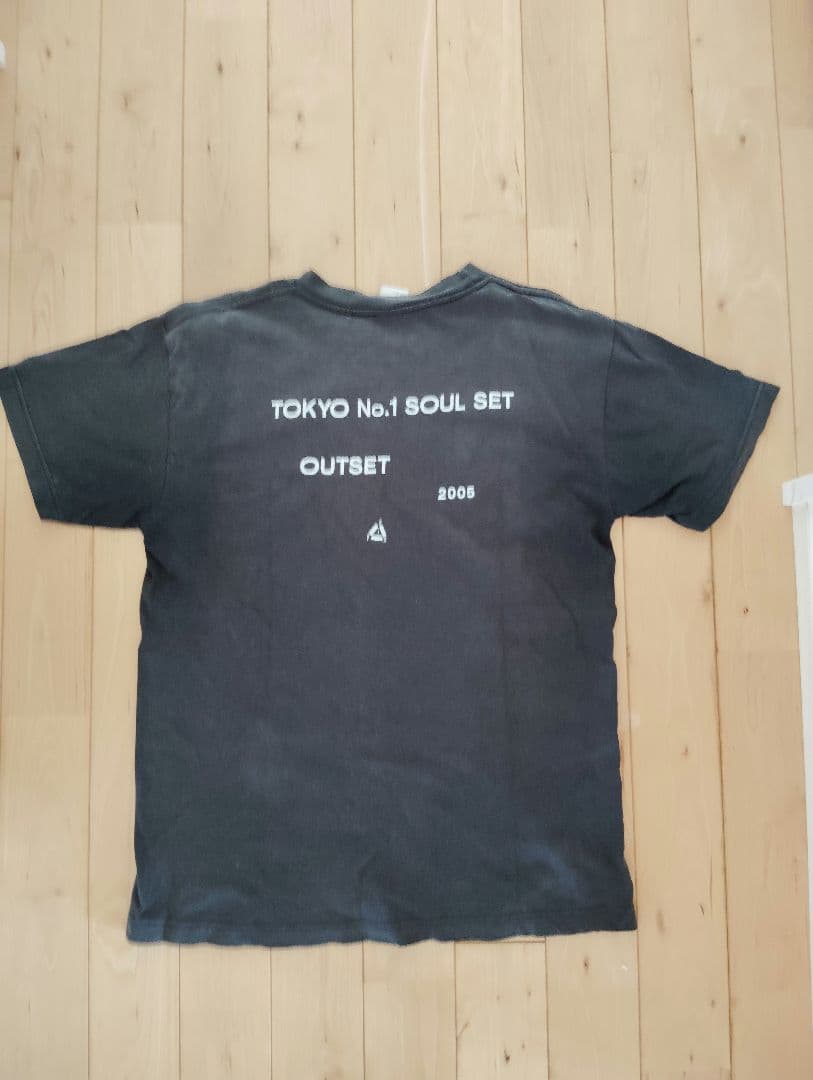 TOKYO No.1 SOUL SET
OUTSET
2005